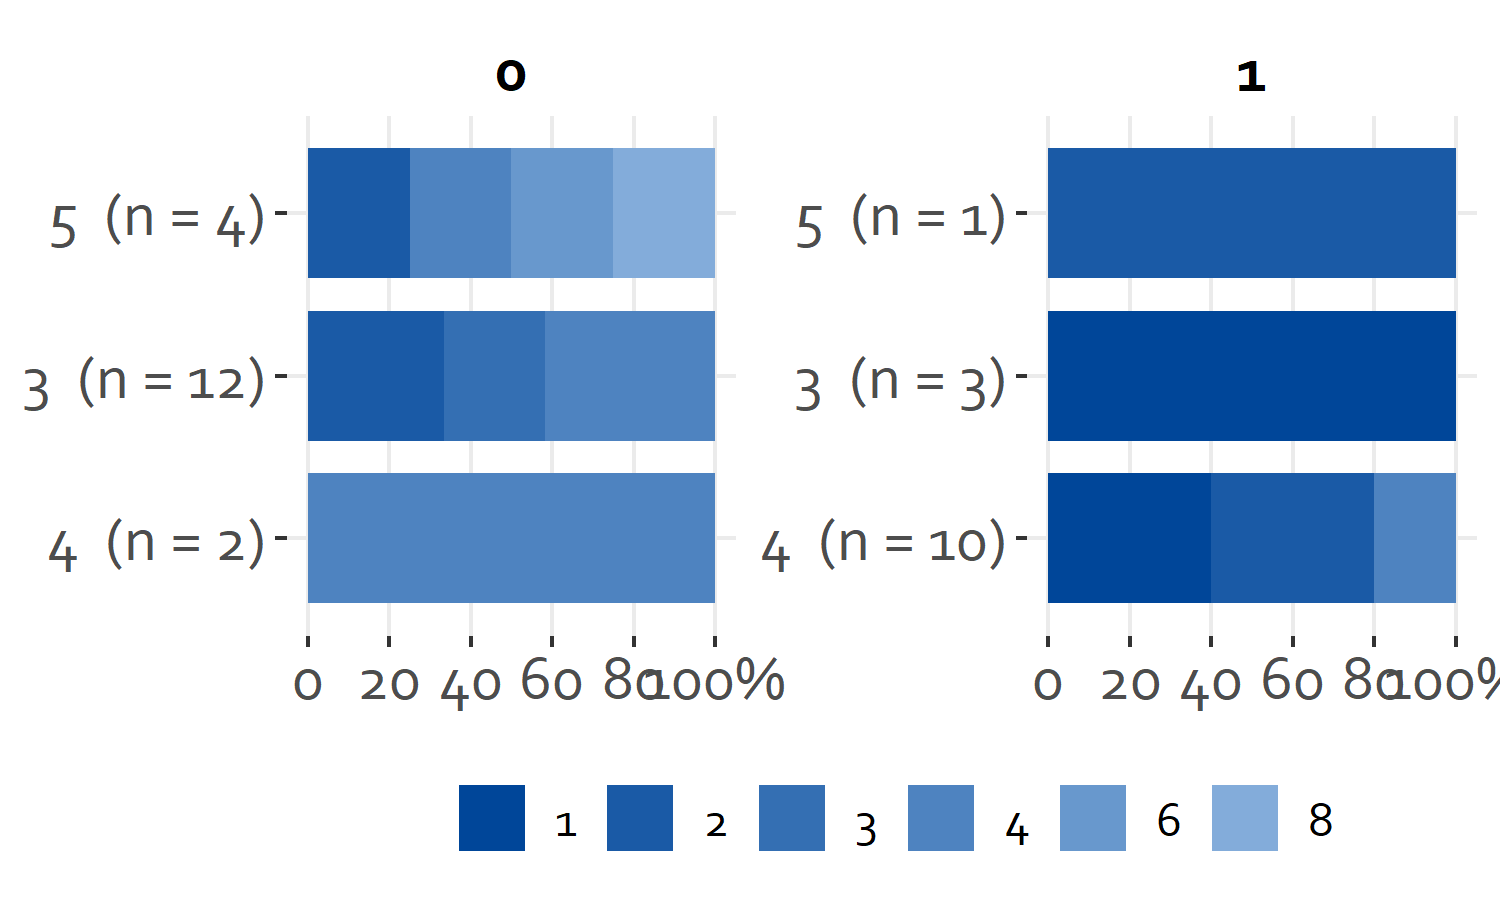 0 1
5 (n = 4) 5 (n = 1)
3 (n = 12) 3 (n = 3)
4 (n = 2) 4 (n = 10)
0 20 40 60 80 100% 0 20 40 60 80 100%
1 2 3 4 6 8